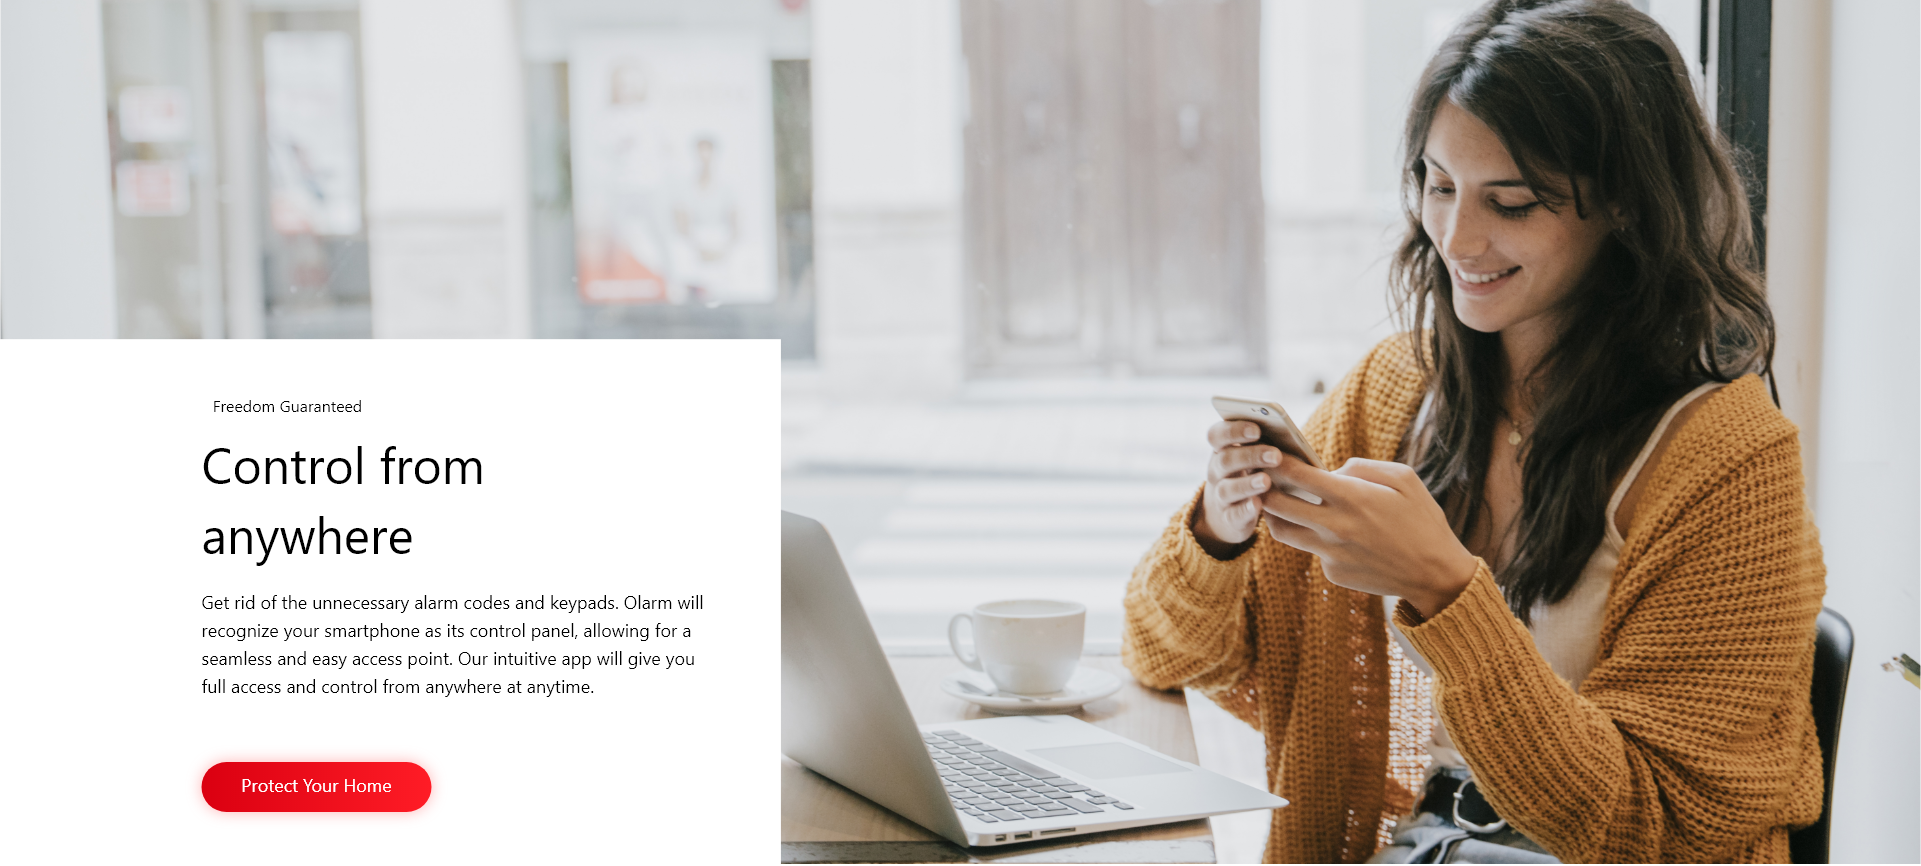 Freedom Guaranteed
Control from
anywhere
Get rid of the unnecessary alarm codes and keypads. Olarm will
recognize your smartphone as its control panel, allowing for a
seamless and easy access point. Our intuitive app will give you
full access and control from anywhere at anytime.
Protect Your Home